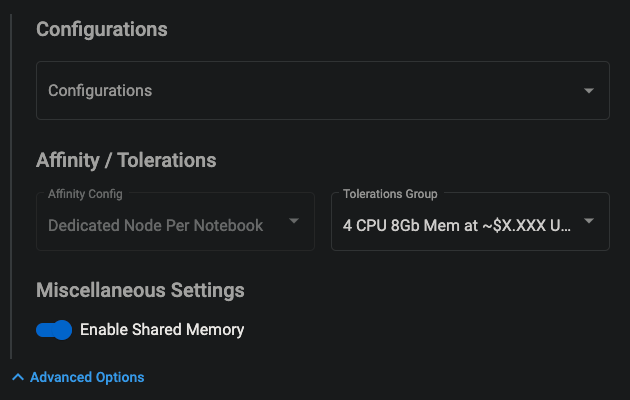 Configurations
Configurations
Affinity / Tolerations
Affinity Config
Dedicated Node Per Notebook
Tolerations Group
4 CPU 8Gb Mem at ~$X.XXX U...
Miscellaneous Settings
Enable Shared Memory
Advanced Options